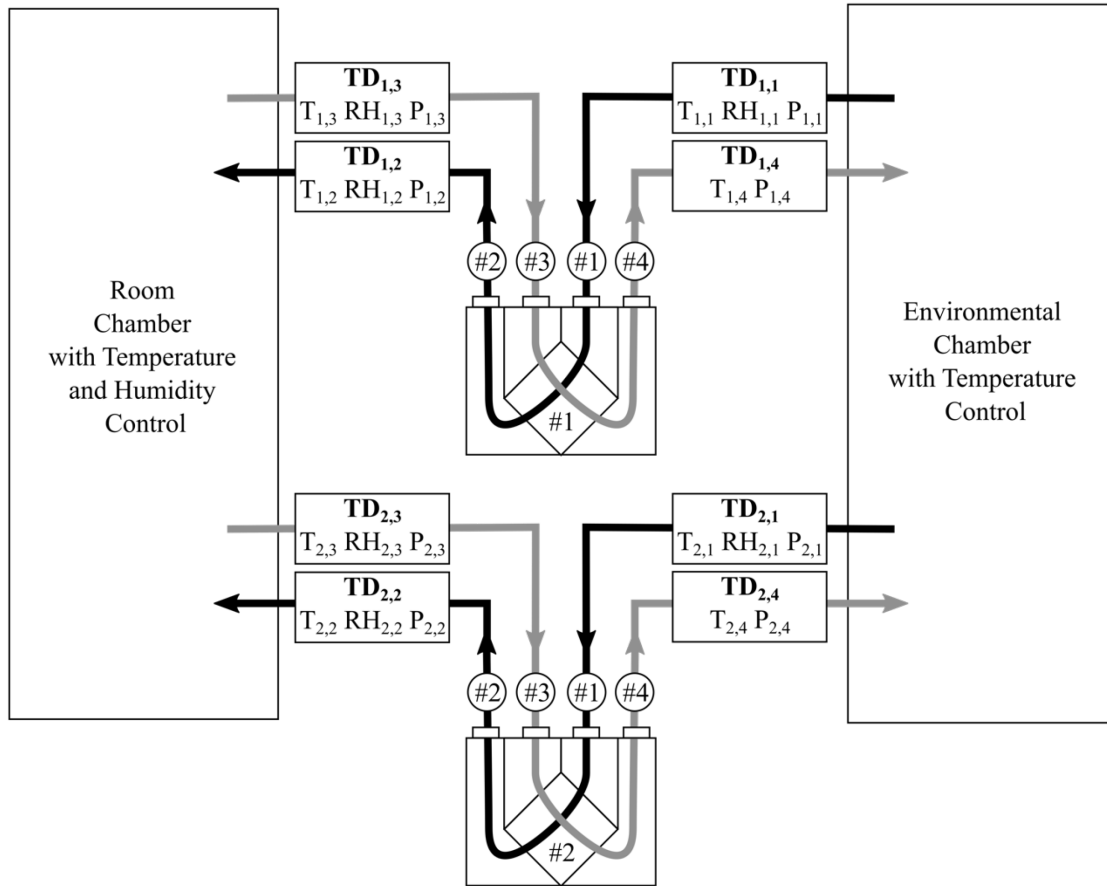 TD1,3
T1,3 RH1,3 P1,3
TD1,1
T1,1 RH1,1 P1,1
TD1,2
T1,2 RH1,2 P1,2
TD1,4
T1,4 P1,4
#2 #3 #1 #4
#1
Room
Chamber
with Temperature
and Humidity
Control
Environmental
Chamber
with Temperature
Control
TD2,3
T2,3 RH2,3 P2,3
TD2,1
T2,1 RH2,1 P2,1
TD2,2
T2,2 RH2,2 P2,2
TD2,4
T2,4 P2,4
#2 #3 #1 #4
#2